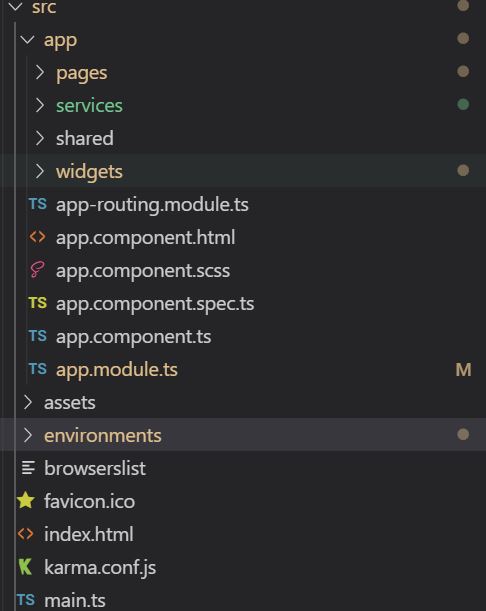 src
app
pages
services
shared
widgets
TS app-routing.module.ts
<> app.component.html
app.component.scss
TS app.component.spec.ts
TS app.component.ts
TS app.module.ts M
assets
environments
browserslist
favicon.ico
<> index.html
karma.conf.js
TS main.ts